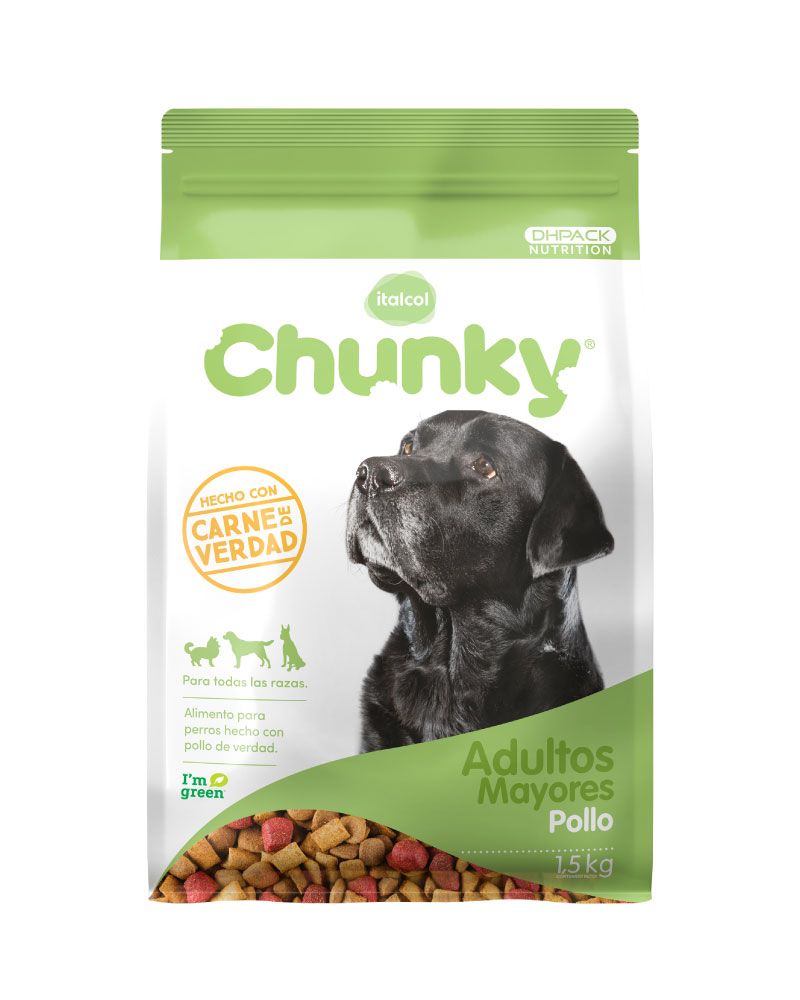 DHPACK
NUTRITION
italcol
Chunky®
HECHO CON
CARNE DE
VERDAD
Para todas las razas.
Alimento para
perros hecho con
pollo de verdad.
I'm
green
Adultos
Mayores
Pollo
1,5 kg